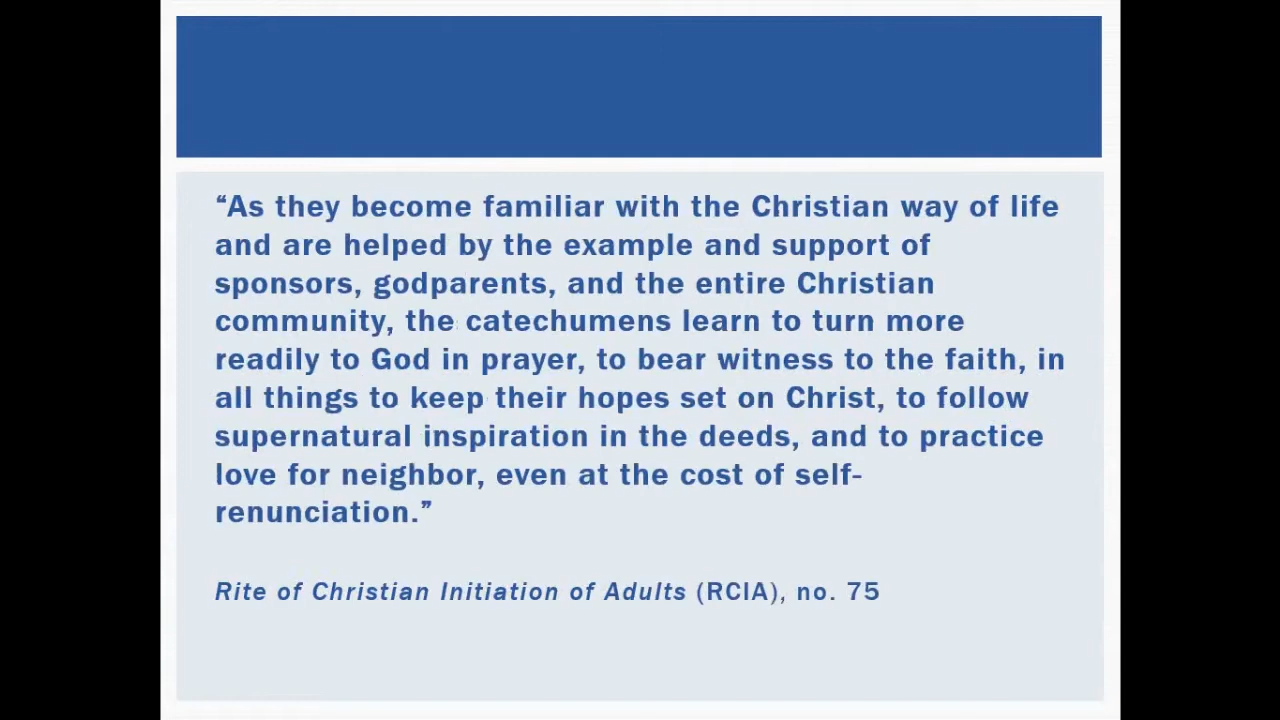 “As they become familiar with the Christian way of life
and are helped by the example and support of
sponsors, godparents, and the entire Christian
community, the catechumens learn to turn more
readily to God in prayer, to bear witness to the faith, in
all things to keep their hopes set on Christ, to follow
supernatural inspiration in the deeds, and to practice
love for neighbor, even at the cost of self-
renunciation.”
Rite of Christian Initiation of Adults (RCIA), no. 75